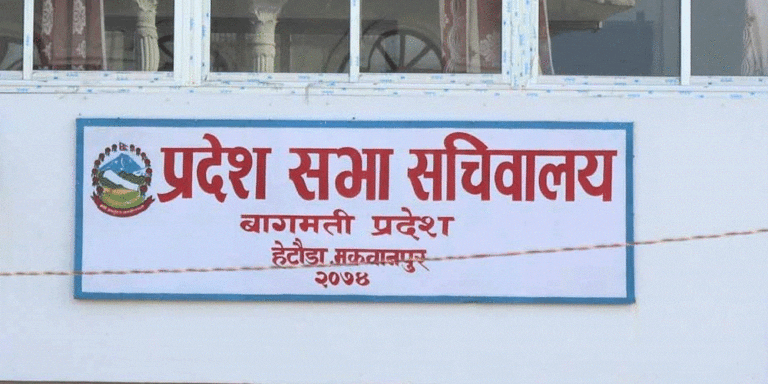 प्रदेश सभा सचिवालय
बागमती प्रदेश
हेटौडा, मकवानपुर
२०७४